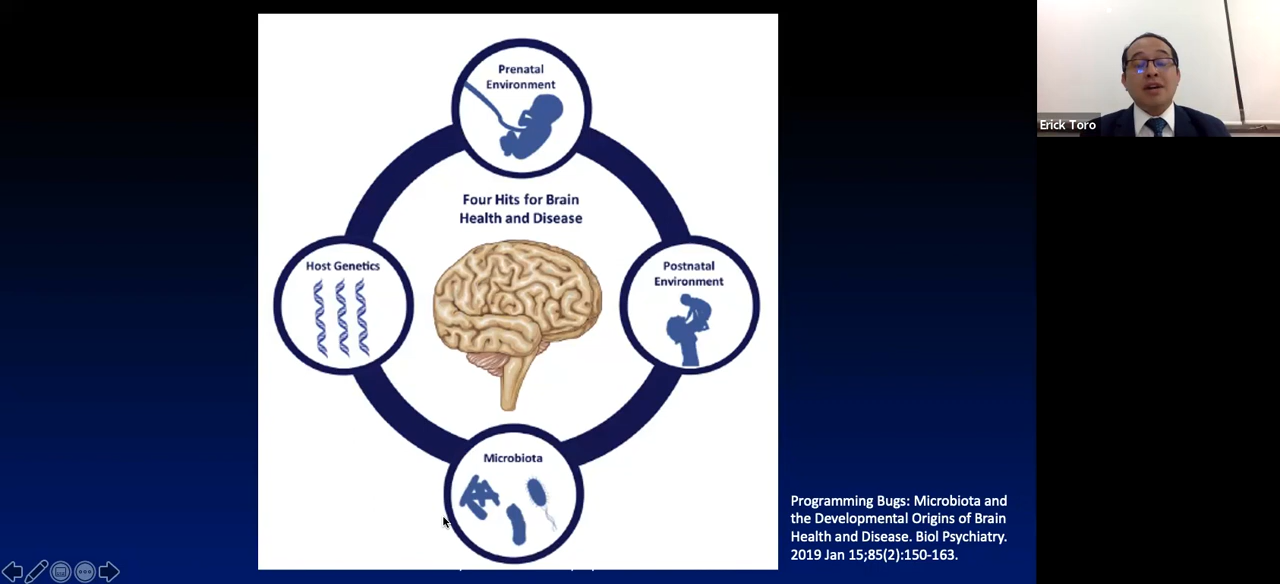 Prenatal
Environment
Four Hits for Brain
Health and Disease
Host Genetics
Postnatal
Environment
Microbiota
Programming Bugs: Microbiota and
the Developmental Origins of Brain
Health and Disease. Biol Psychiatry.
2019 Jan 15;85(2):150-163.
Erick Toro